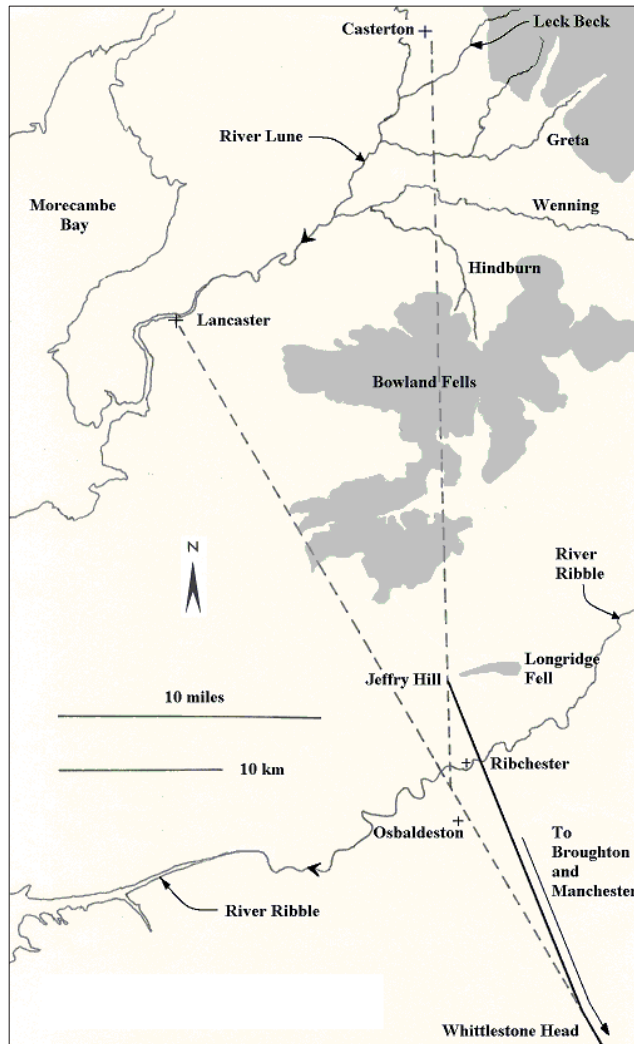 Casterton
Leck Beck
River Lune
Greta
Morecambe
Bay
Wenning
Hindburn
Lancaster
Bowland Fells
N
River
Ribble
Jeffry Hill
Longridge
Fell
10 miles
10 km
Ribchester
Osbaldeston
To
Broughton
and
Manchester
River Ribble
Whittlestone Head